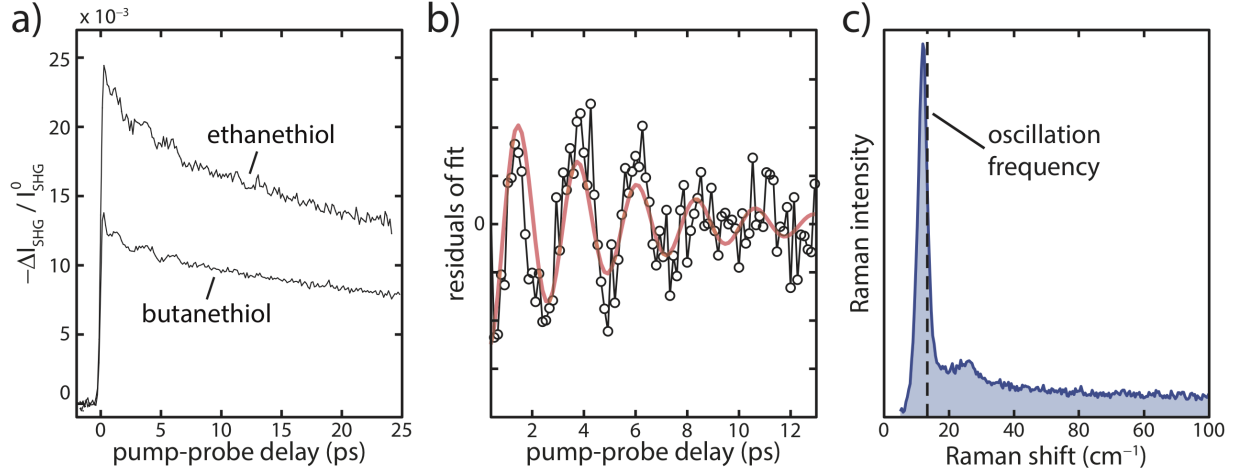 a)
x 10⁻³
25
20
15
10
5
0
−ΔI_SHG / I⁰_SHG
ethanethiol
butanethiol
0 5 10 15 20 25
pump-probe delay (ps)
b)
0
residuals of fit
2 4 6 8 10 12
pump-probe delay (ps)
c)
Raman intensity
oscillation
frequency
0 20 40 60 80 100
Raman shift (cm⁻¹)